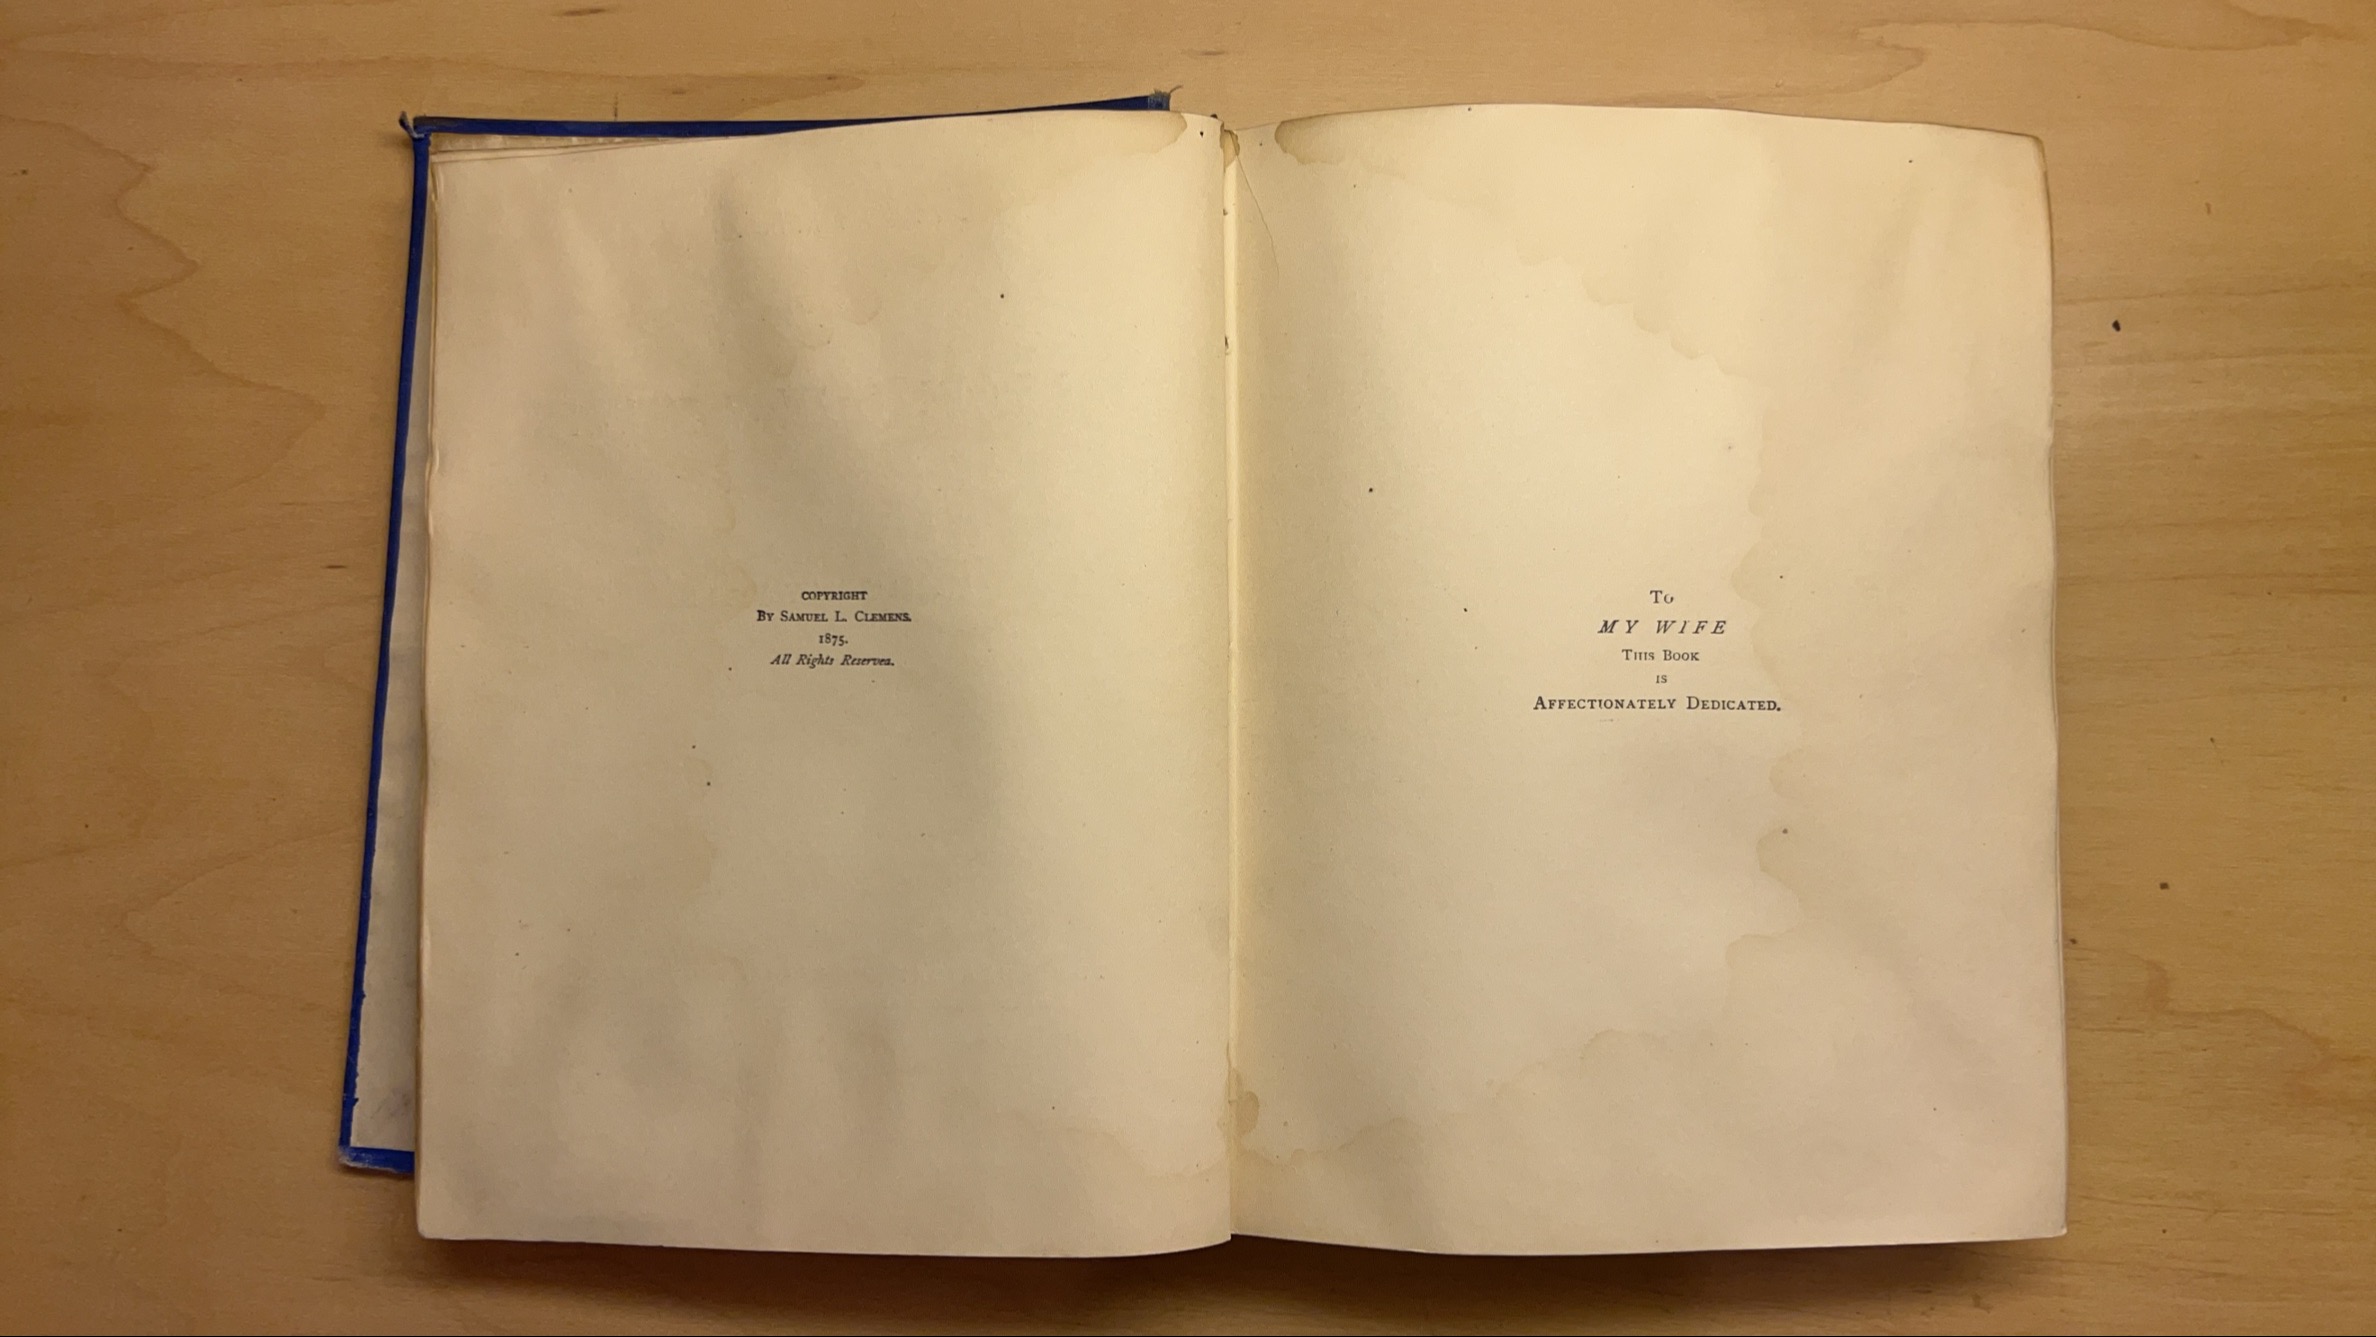 COPYRIGHT
BY SAMUEL L. CLEMENS.
1875.
All Rights Reserved.
TO
MY WIFE
THIS BOOK
IS
AFFECTIONATELY DEDICATED.